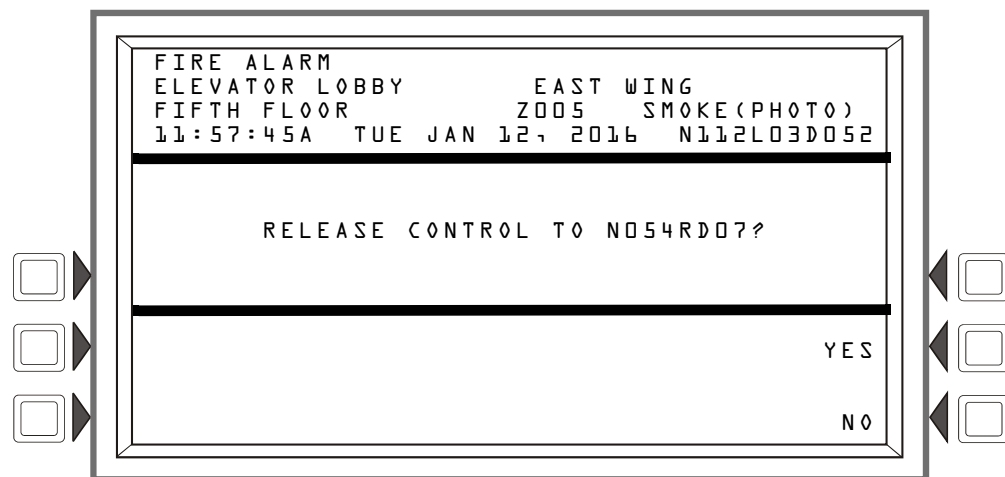 FIRE ALARM
ELEVATOR LOBBY EAST WING
FIFTH FLOOR Z005 SMOKE(PHOTO)
11:57:45A TUE JAN 12, 2016 N112L03D052
RELEASE CONTROL TO N054RD07?
YES
NO